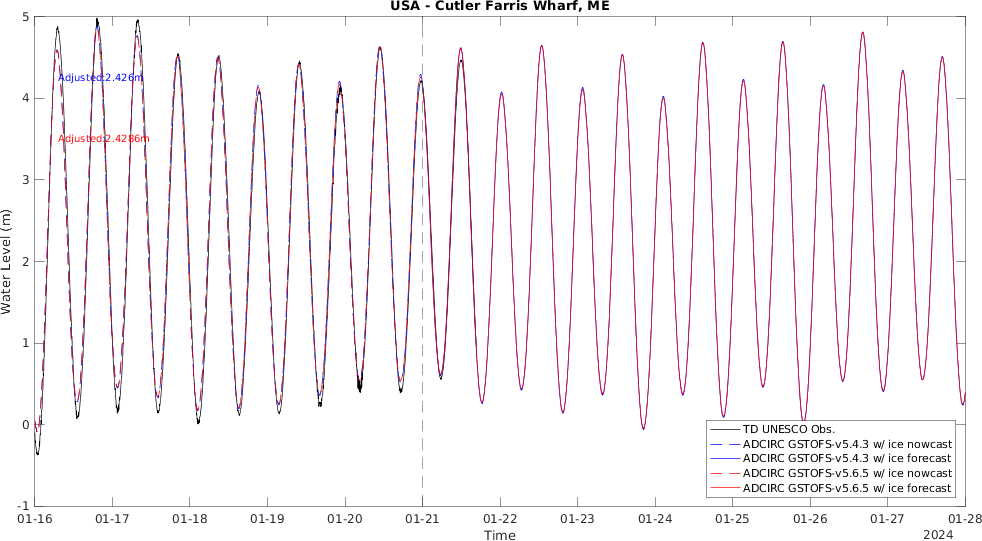 USA - Cutler Farris Wharf, ME
5
4
3
2
1
0
-1
Water Level (m)
Adjusted:2.426m
Adjusted:2.4286m
TD UNESCO Obs.
ADCIRC GSTOFS-v5.4.3 w/ ice nowcast
ADCIRC GSTOFS-v5.4.3 w/ ice forecast
ADCIRC GSTOFS-v5.6.5 w/ ice nowcast
ADCIRC GSTOFS-v5.6.5 w/ ice forecast
01-16 01-17 01-18 01-19 01-20 01-21 01-22 01-23 01-24 01-25 01-26 01-27 01-28
Time
2024